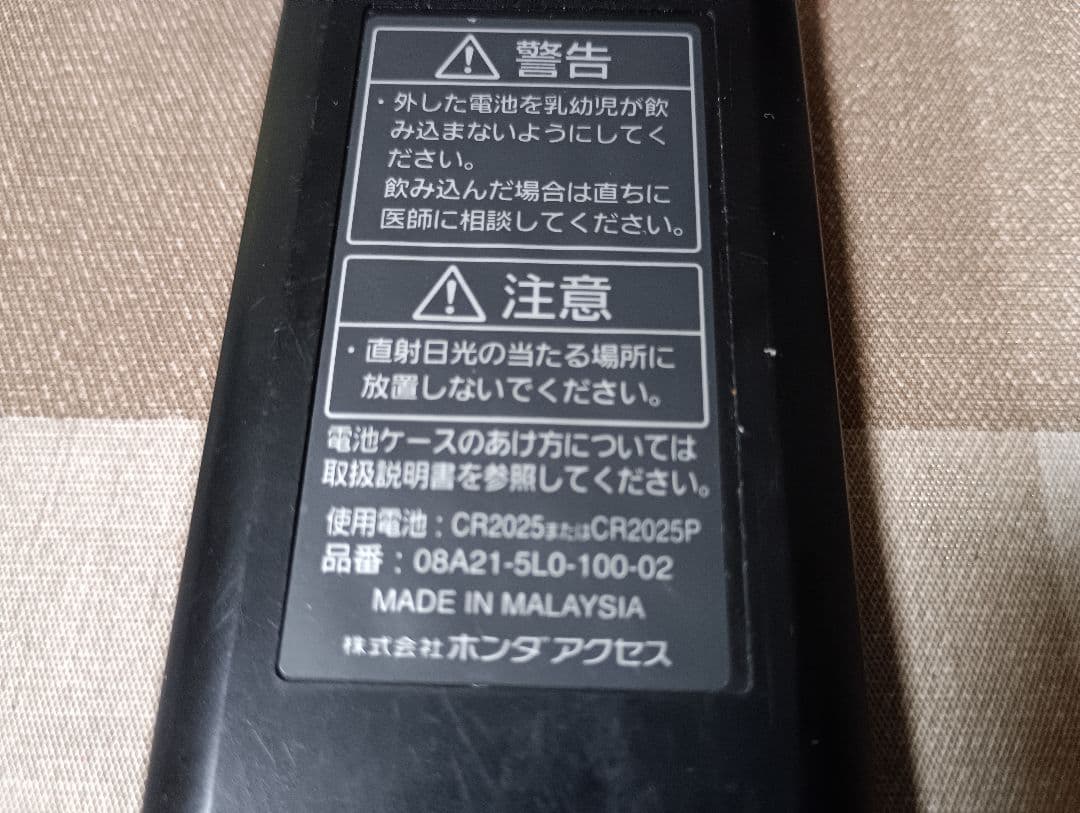 警告
・外した電池を乳幼児が飲
み込まないようにしてく
ださい。
飲み込んだ場合は直ちに
医師に相談してください。
注意
・直射日光の当たる場所に
放置しないでください。
電池ケースのあけ方については
取扱説明書を参照してください。
使用電池：CR2025またはCR2025P
品番：08A21-5L0-100-02
MADE IN MALAYSIA
株式会社ホンダアクセス